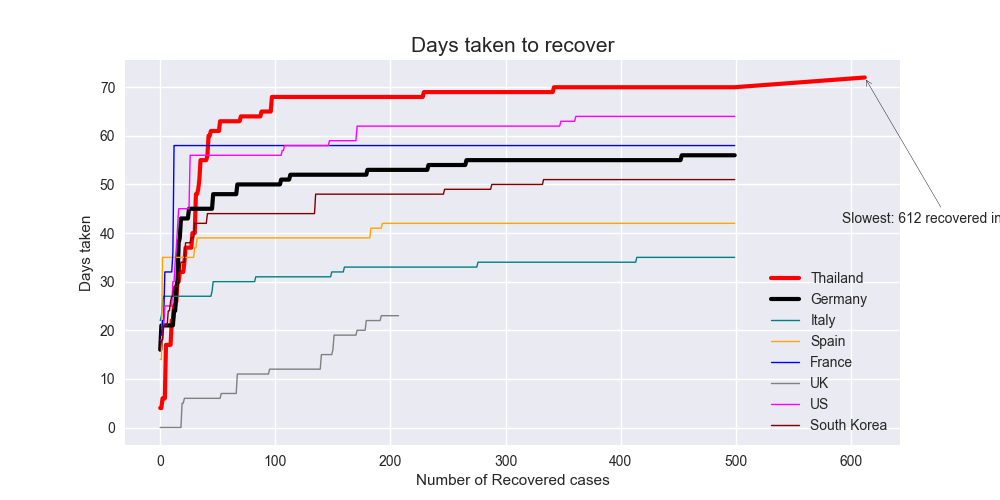 Days taken to recover
Days taken
70
60
50
40
30
20
10
0
Slowest: 612 recovered in
Thailand
Germany
Italy
Spain
France
UK
US
South Korea
0 100 200 300 400 500 600
Number of Recovered cases